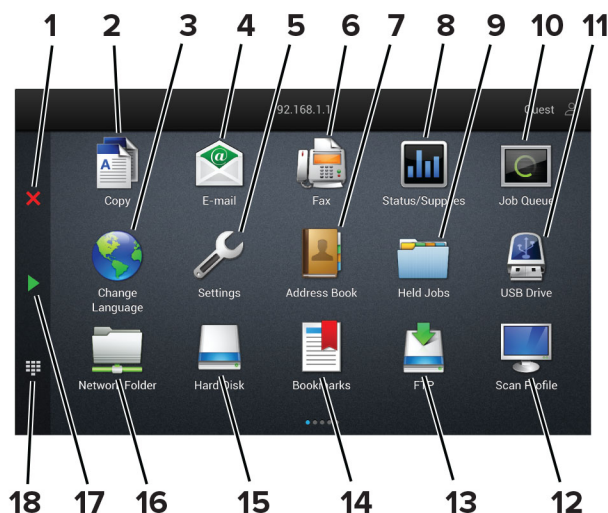 1 2 3 4 5 6 7 8 9 10 11
92.168.1.1 Guest
A @
Copy E-mail Fax Status/Supplies Job Queue
Change Language Settings Address Book Held Jobs USB Drive
Network Folder Hard Disk Bookmarks FTP Scan Profile
18 17 16 15 14 13 12